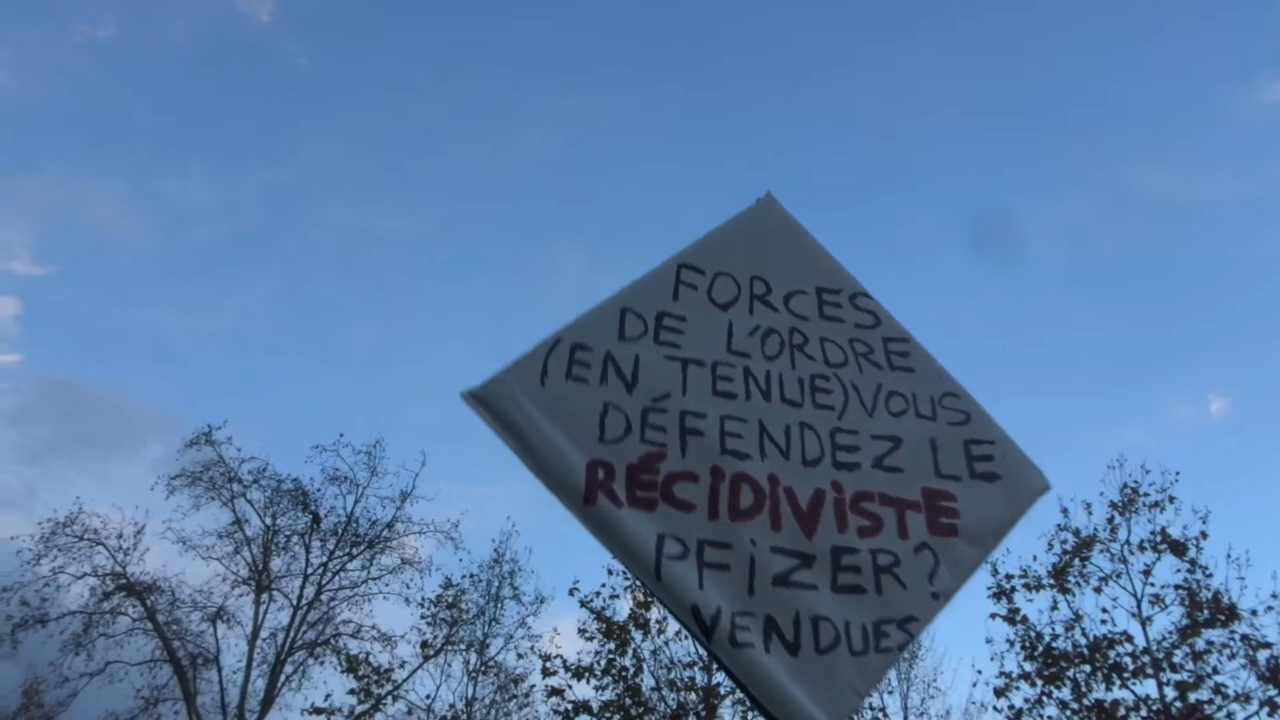 FORCES
DE L'ORDRE
(EN TENUE) VOUS
DÉFENDEZ LE
RÉCIDIVISTE
PFIZER?
VENDUES